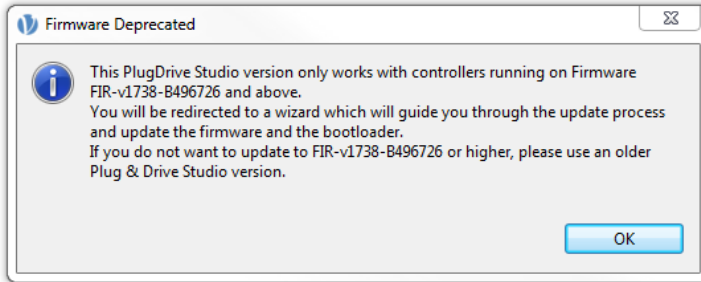 Firmware Deprecated
This PlugDrive Studio version only works with controllers running on Firmware
FIR-v1738-B496726 and above.
You will be redirected to a wizard which will guide you through the update process
and update the firmware and the bootloader.
If you do not want to update to FIR-v1738-B496726 or higher, please use an older
Plug & Drive Studio version.
OK